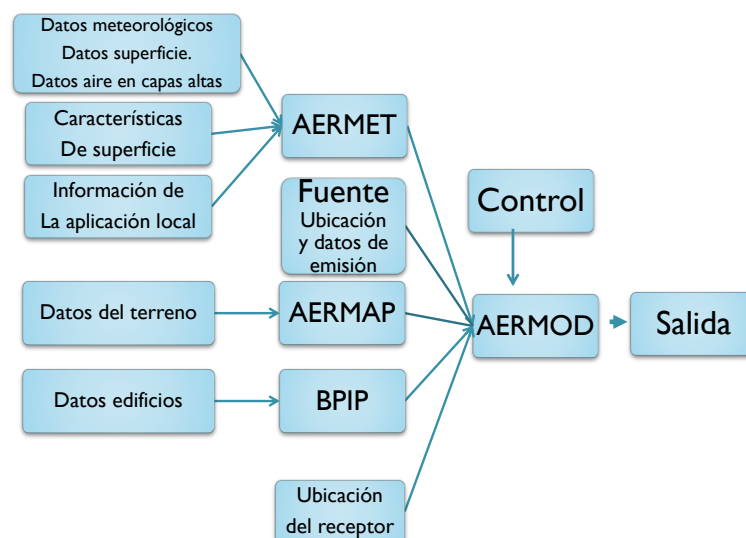 Datos meteorológicos
Datos superficie.
Datos aire en capas altas
Características
De superficie
Información de
La aplicación local
AERMET
Fuente
Ubicación
y datos de
emisión
Control
Datos del terreno
AERMAP
AERMOD
Salida
Datos edificios
BPIP
Ubicación
del receptor